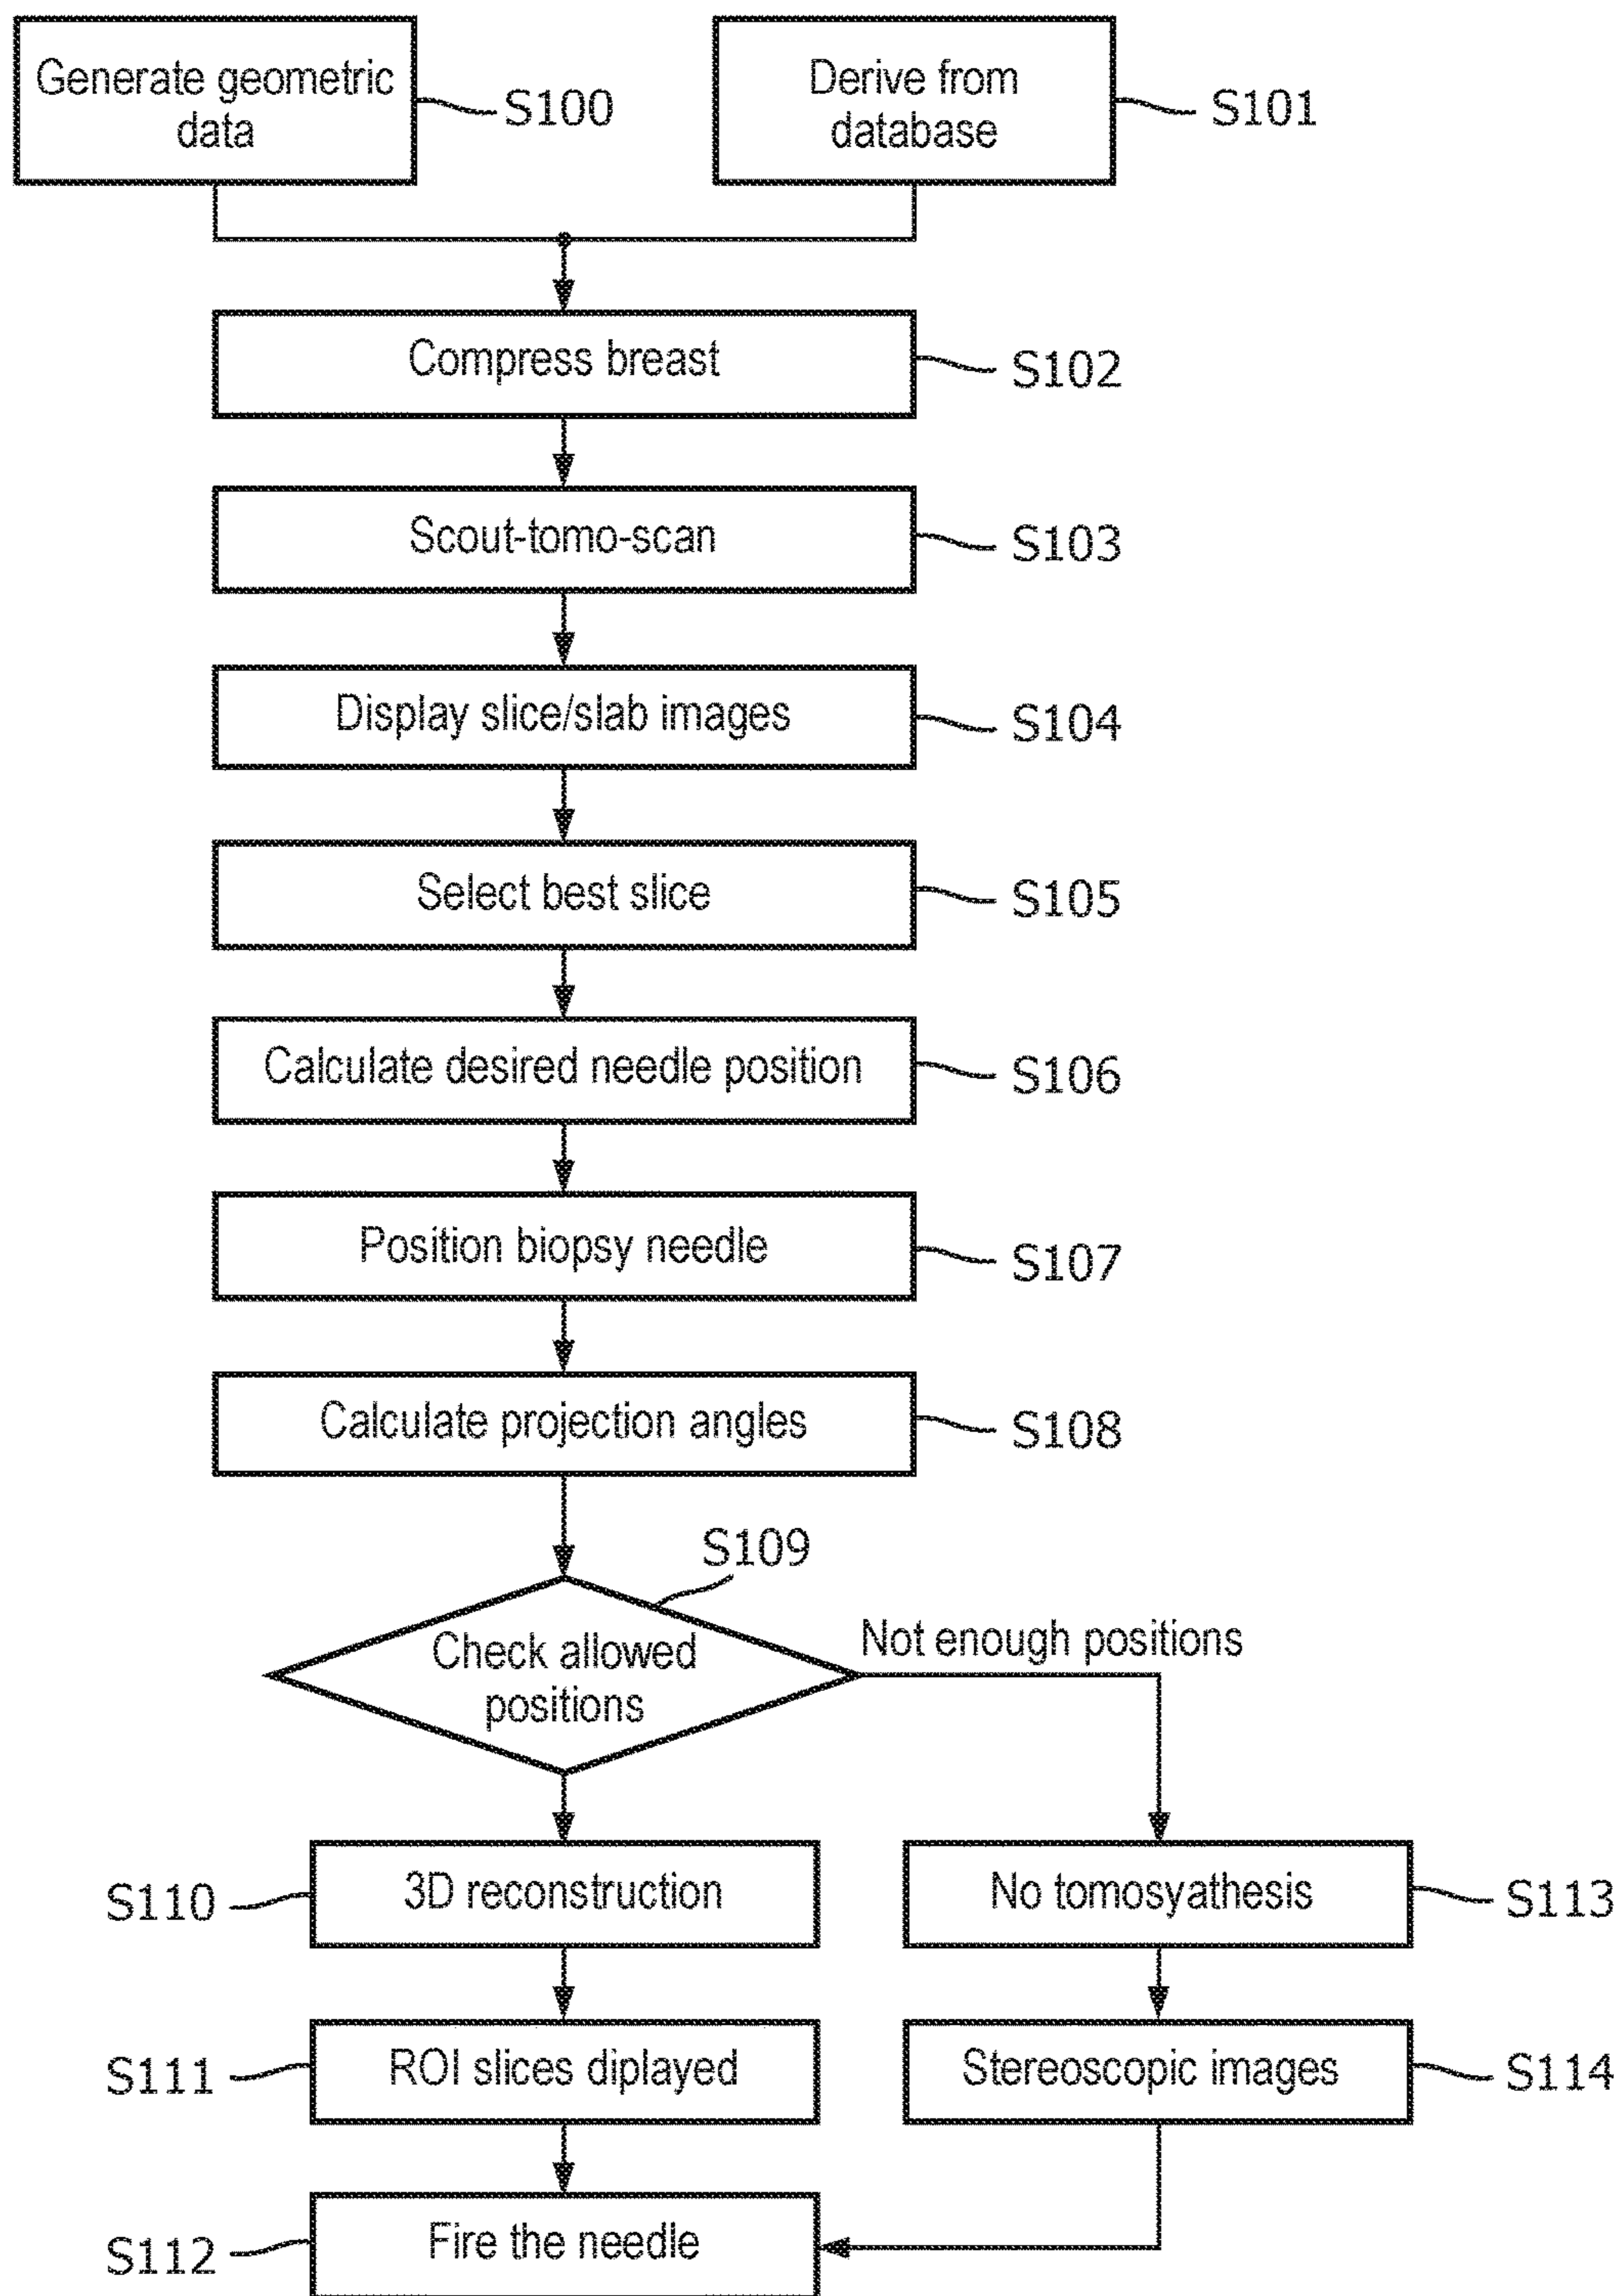 Generate geometric
data
S100
Derive from
database
S101
Compress breast
S102
Scout-tomo-scan
S103
Display slice/slab images
S104
Select best slice
S105
Calculate desired needle position
S106
Position biopsy needle
S107
Calculate projection angles
S108
S109
Check allowed
positions
Not enough positions
S110
3D reconstruction
No tomosyathesis
S113
S111
ROI slices diplayed
Stereoscopic images
S114
S112
Fire the needle